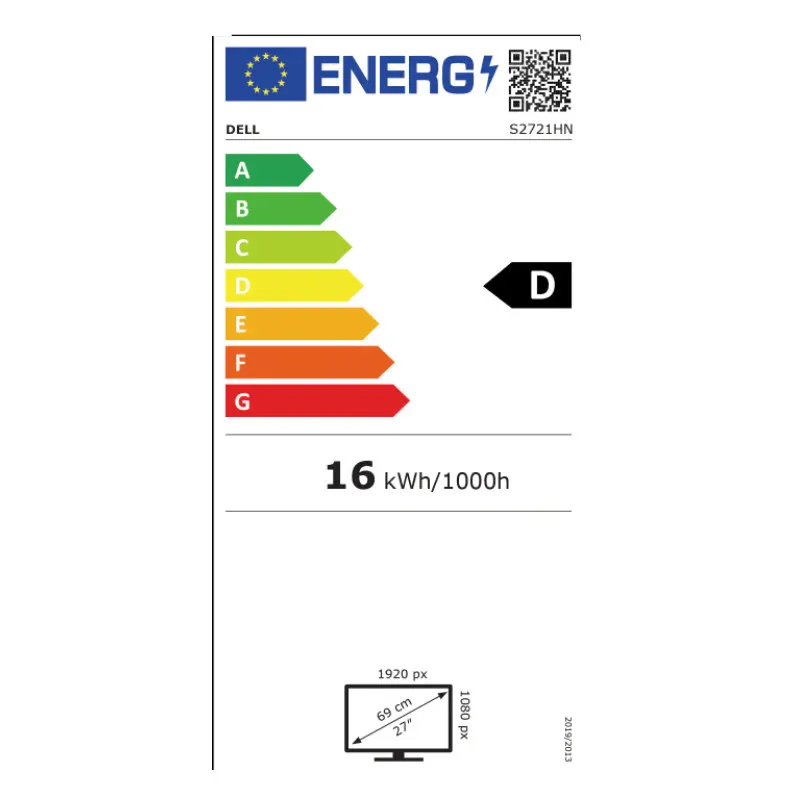 ENERG
DELL
S2721HN
A
B
C
D
D
E
F
G
16 kWh/1000h
1920 px
69 cm
27"
1080 px
2019/2013